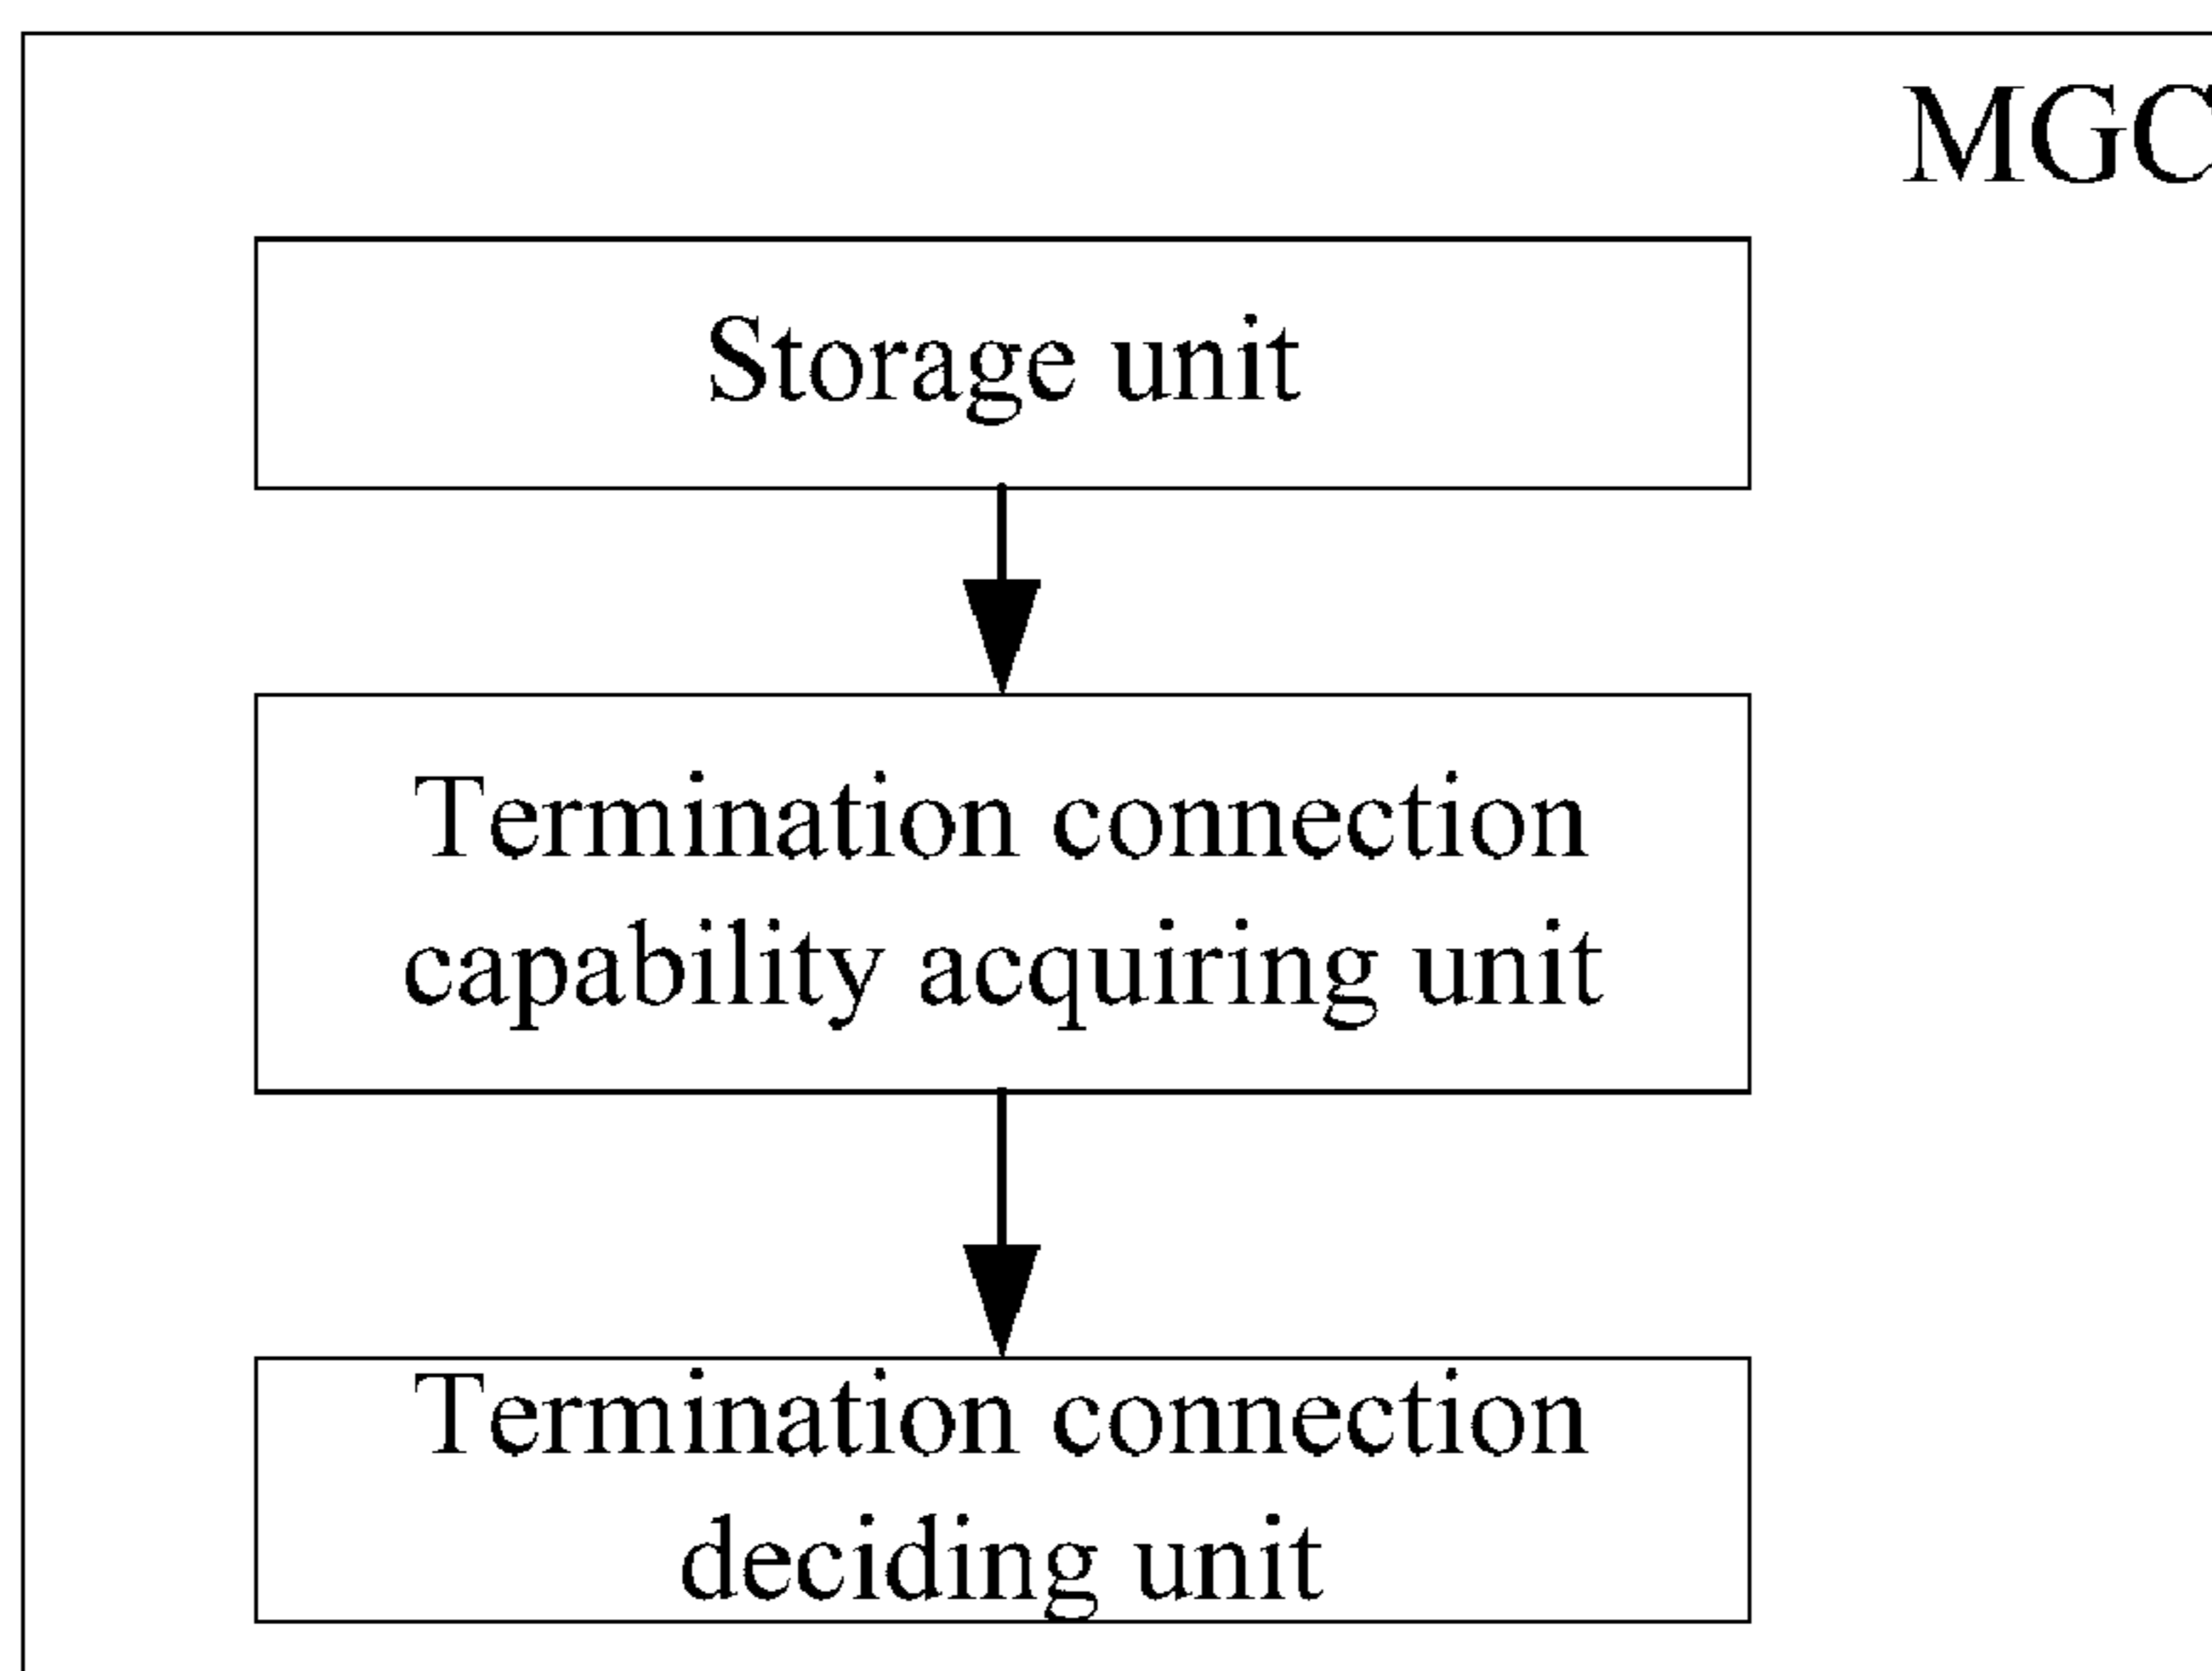 MGC
Storage unit
Termination connection
capability acquiring unit
Termination connection
deciding unit